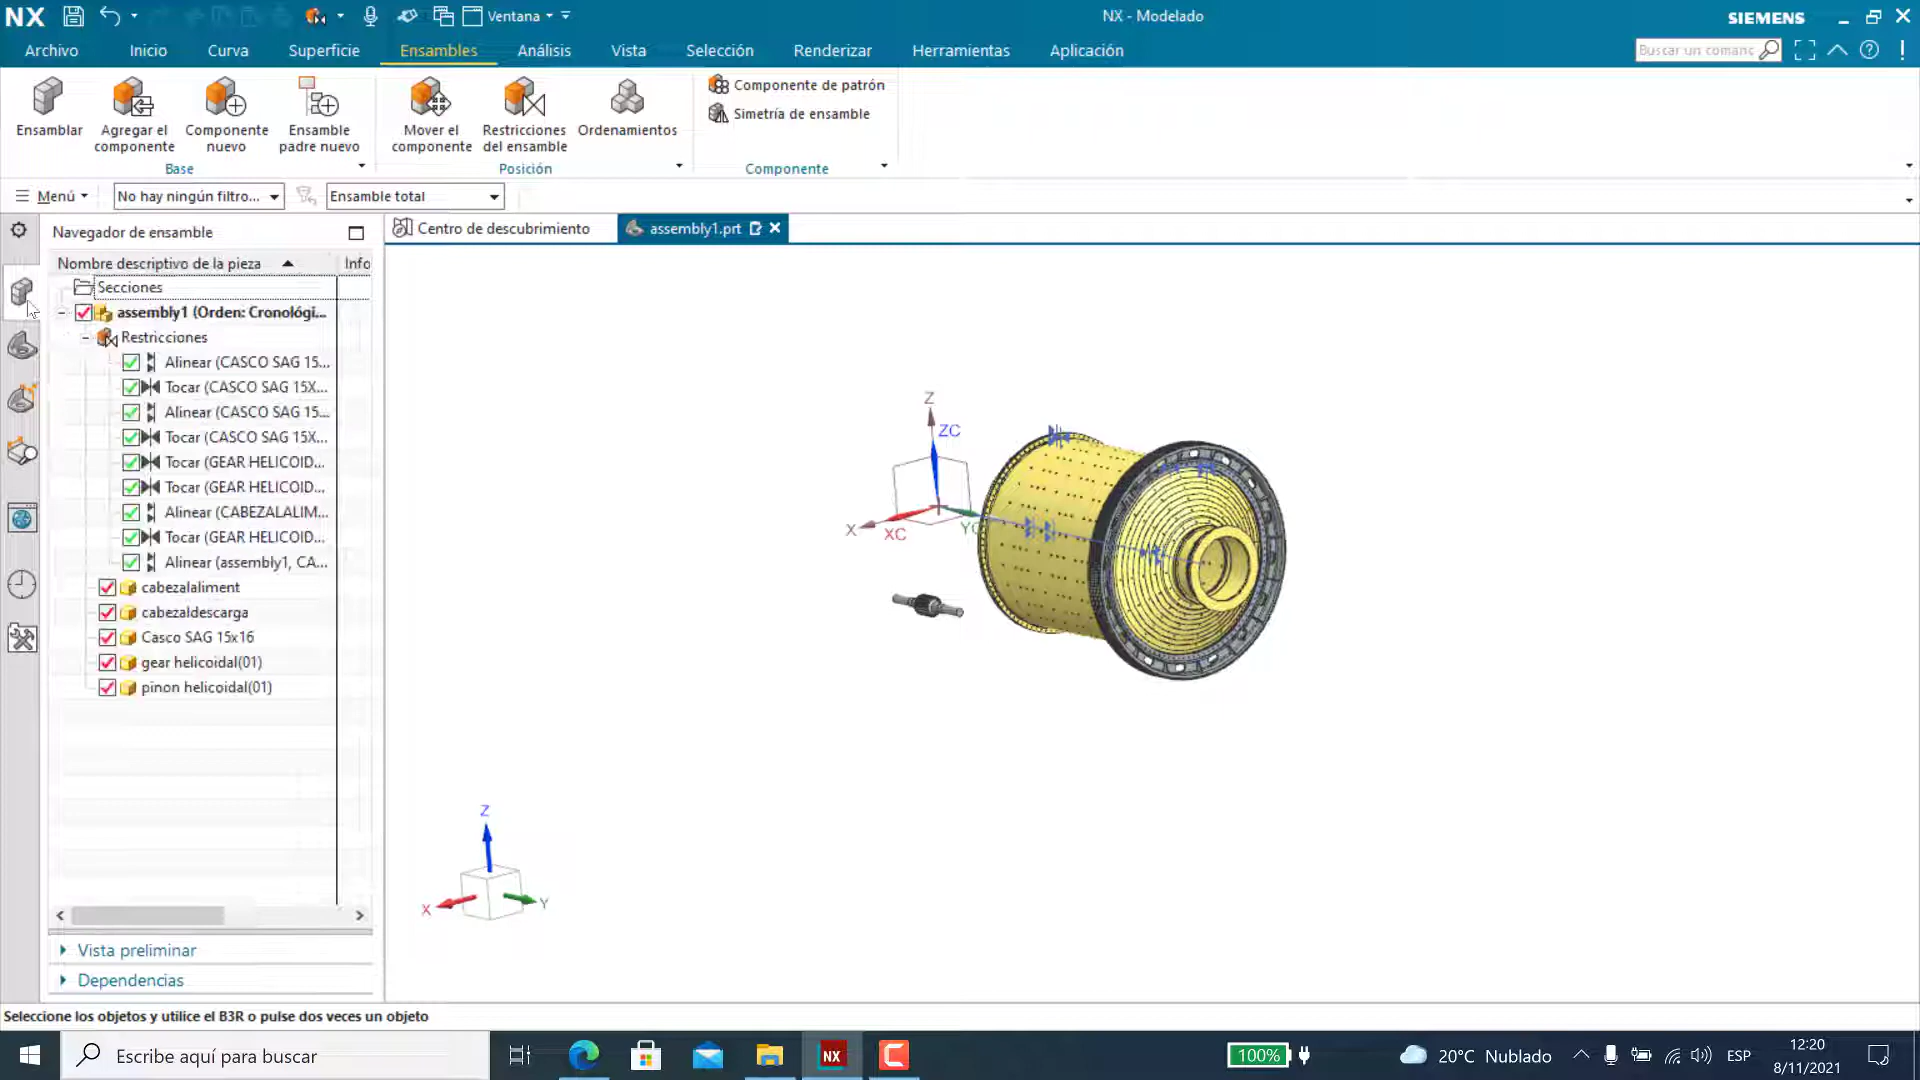 NX
Ventana
NX - Modelado
SIEMENS
Archivo
Inicio
Curva
Superficie
Ensambles
Análisis
Vista
Selección
Renderizar
Herramientas
Aplicación
Buscar un comanc
Ensamblar
Agregar el
componente
Componente
nuevo
Ensamble
padre nuevo
Mover el
componente
Restricciones
del ensamble
Ordenamientos
Componente de patrón
Simetría de ensamble
Base
Posición
Componente
Menú
No hay ningún filtro...
Ensamble total
Navegador de ensamble
Centro de descubrimiento
assembly1.prt
Nombre descriptivo de la pieza
Info
Secciones
assembly1 (Orden: Cronológi...
Restricciones
Alinear (CASCO SAG 15...
Tocar (CASCO SAG 15X...
Alinear (CASCO SAG 15...
Tocar (CASCO SAG 15X...
Tocar (GEAR HELICOID...
Tocar (GEAR HELICOID...
Alinear (CABEZALALIM...
Tocar (GEAR HELICOID...
Alinear (assembly1, CA...
cabezalaliment
cabezaldescarga
Casco SAG 15x16
gear helicoidal(01)
pinon helicoidal(01)
Z
ZC
X
XC
YC
Z
X
Y
Vista preliminar
Dependencias
Seleccione los objetos y utilice el B3R o pulse dos veces un objeto
Escribe aquí para buscar
NX
100%
20°C Nublado
ESP
12:20
8/11/2021